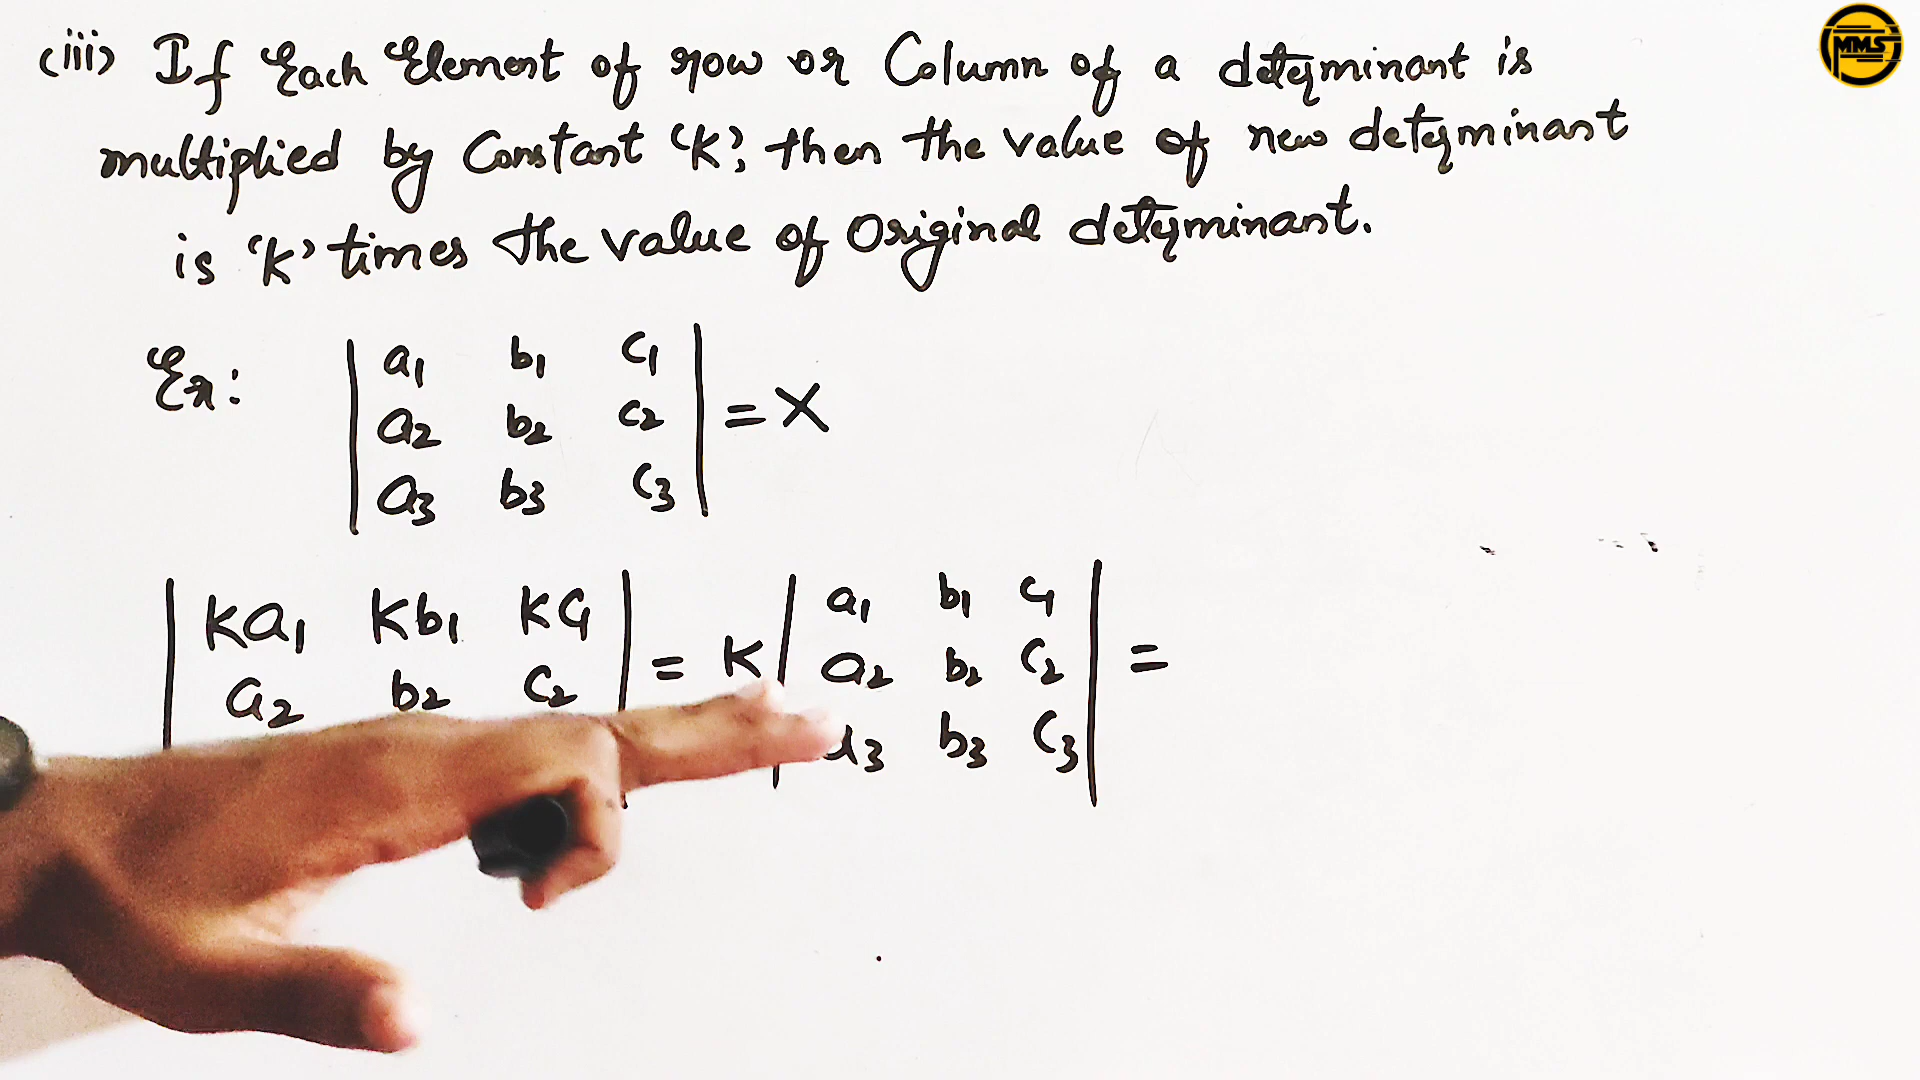 (iii) If Each Element of row or Column of a determinant is
multiplied by Constant 'K', then the value of new determinant
is 'K' times the value of Original determinant.
Ex: | a1 b1 c1 |
| a2 b2 c2 | = X
| a3 b3 c3 |
| Ka1 Kb1 Kc1 | | a1 b1 c1 |
| a2 b2 c2 | = K | a2 b2 c2 | =
a3 b3 c3 |
MMS